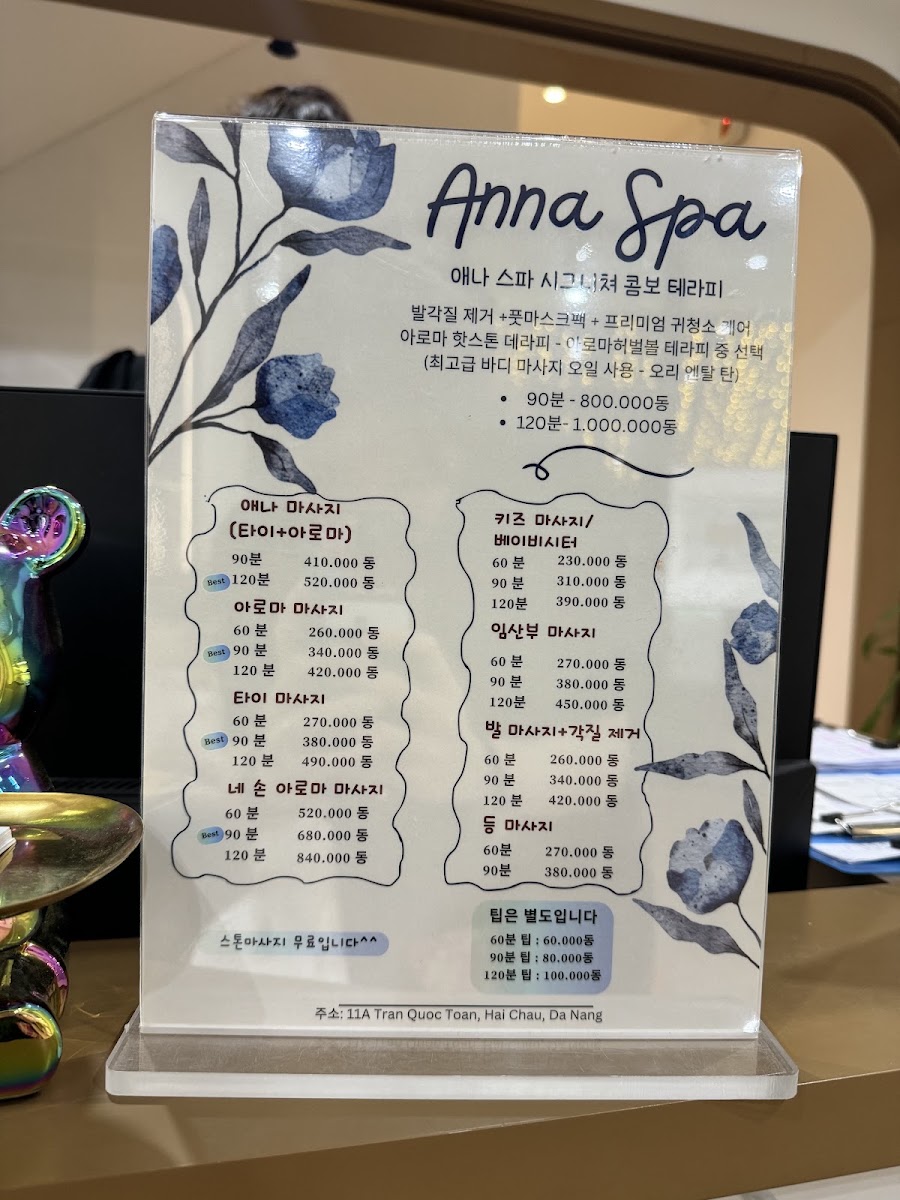 Anna Spa
애나 스파 시그니쳐 콤보 테라피
발각질 제거 +풋마스크팩 + 프리미엄 귀청소 케어
아로마 핫스톤 데라피 - 아로마허벌볼 테라피 중 선택
(최고급 바디 마사지 오일 사용 - 오리 엔탈 탄)
• 90분 - 800.000동
• 120분- 1.000.000동
애나 마사지
(타이+아로마)
90분 410.000 동
Best 120분 520.000 동
아로마 마사지
60 분 260.000 동
Best 90 분 340.000 동
120 분 420.000 동
타이 마사지
60 분 270.000 동
Best 90 분 380.000 동
120 분 490.000 동
네 손 아로마 마사지
60 분 520.000 동
Best 90 분 680.000 동
120 분 840.000 동
스톤마사지 무료입니다^^
키즈 마사지/
베이비시터
60 분 230.000 동
90 분 310.000 동
120분 390.000 동
임산부 마사지
60 분 270.000 동
90 분 380.000 동
120분 450.000 동
발 마사지+각질 제거
60 분 260.000 동
90 분 340.000 동
120 분 420.000 동
등 마사지
60분 270.000 동
90분 380.000 동
팁은 별도입니다
60분 팁 : 60.000동
90분 팁 : 80.000동
120분 팁 : 100.000동
주소: 11A Tran Quoc Toan, Hai Chau, Da Nang